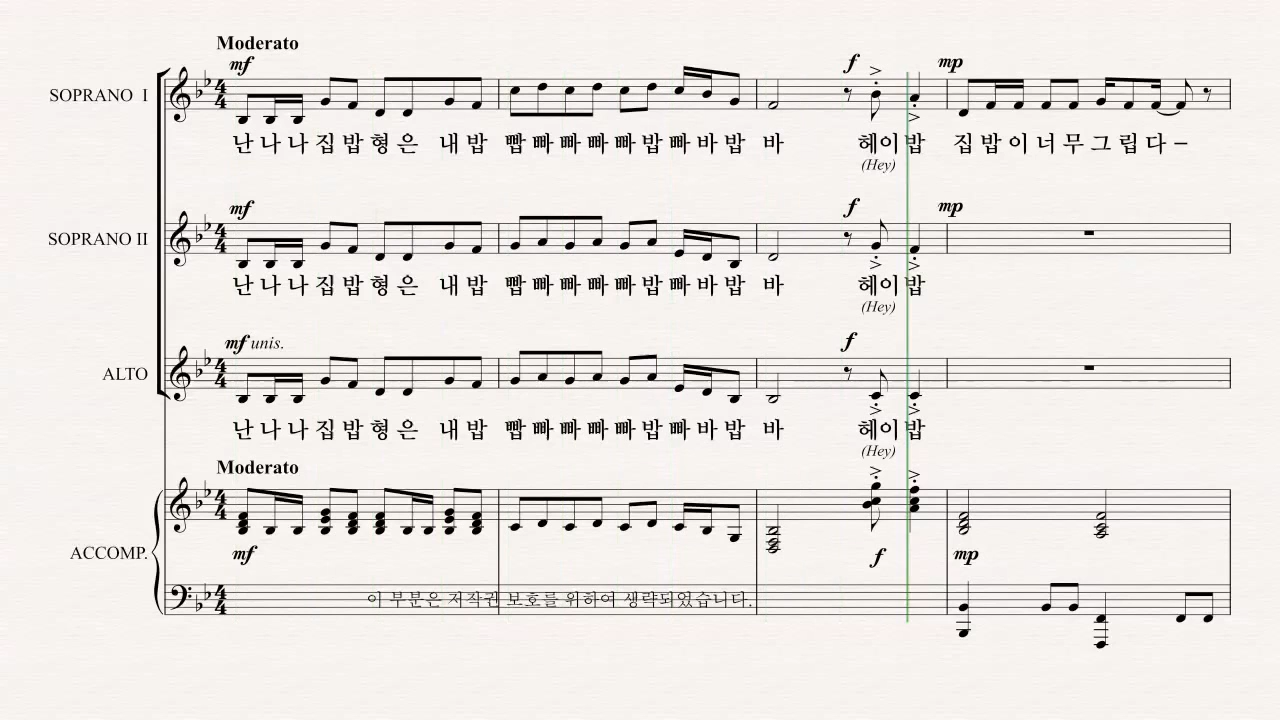 Moderato
mf f mp
SOPRANO I
난 나 나 집 밥 형 은 내 밥 빱 빠 빠 빠 빠 밥 빠 바 밥 바 헤이 밥 집 밥 이 너 무 그 립 다 –
(Hey)
mf f mp
SOPRANO II
난 나 나 집 밥 형 은 내 밥 빱 빠 빠 빠 빠 밥 빠 바 밥 바 헤이 밥
(Hey)
mf unis. f
ALTO
난 나 나 집 밥 형 은 내 밥 빱 빠 빠 빠 빠 밥 빠 바 밥 바 헤이 밥
(Hey)
Moderato
ACCOMP.
mf f mp
이 부분은 저작권 보호를 위하여 생략되었습니다.